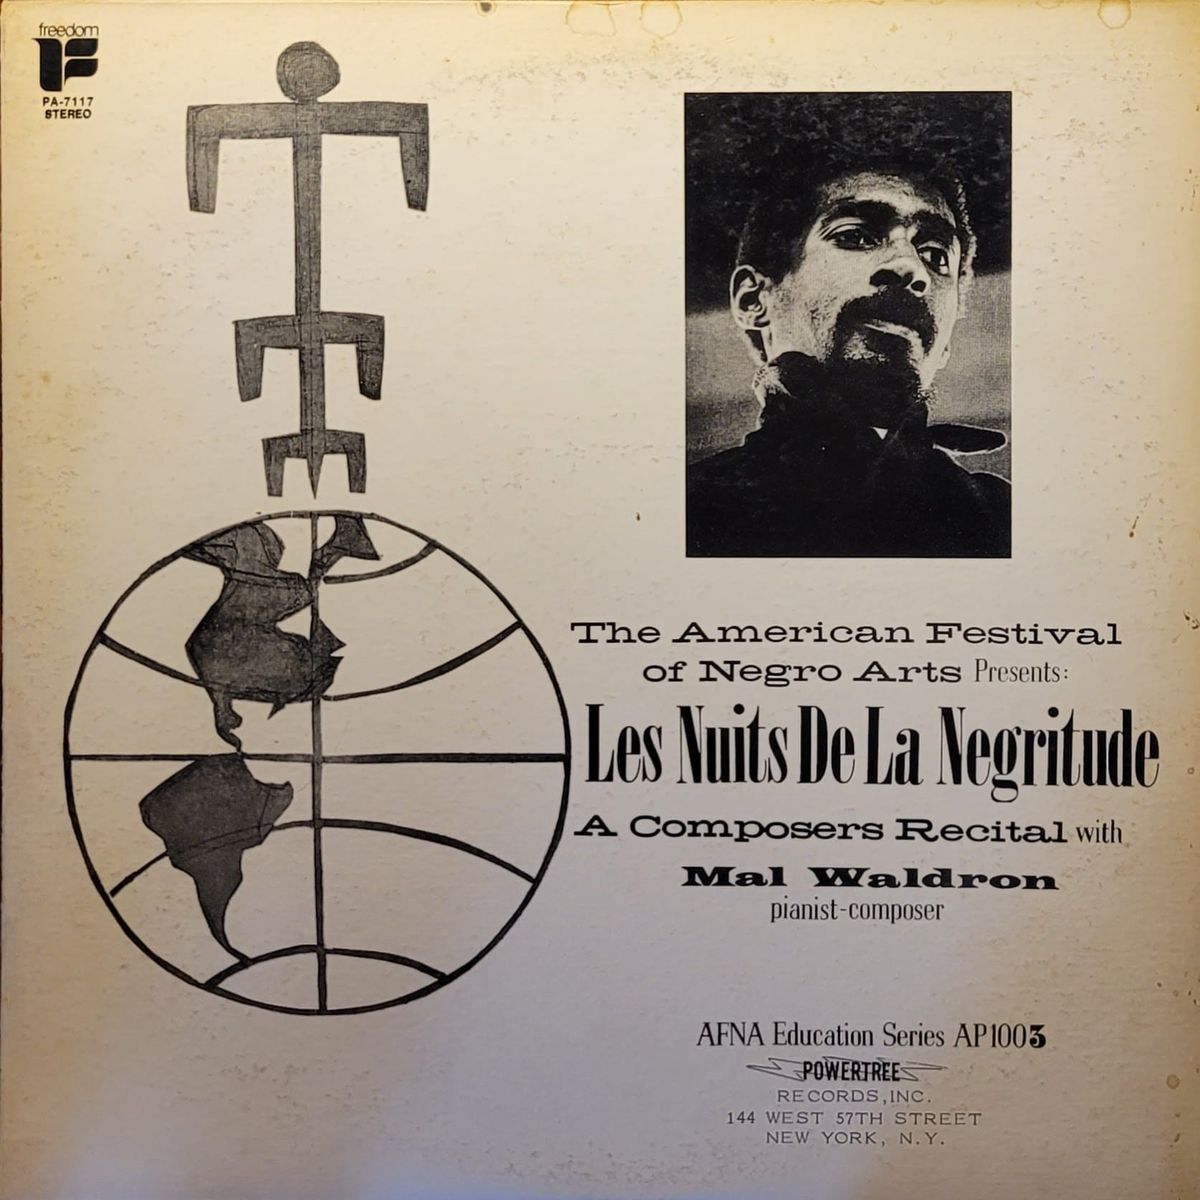 freedom
PA-7117
STEREO
The American Festival
of Negro Arts Presents:
Les Nuits De La Negritude
A Composers Recital with
Mal Waldron
pianist-composer
AFNA Education Series AP1003
POWERTREE
RECORDS, INC.
144 WEST 57TH STREET
NEW YORK, N.Y.